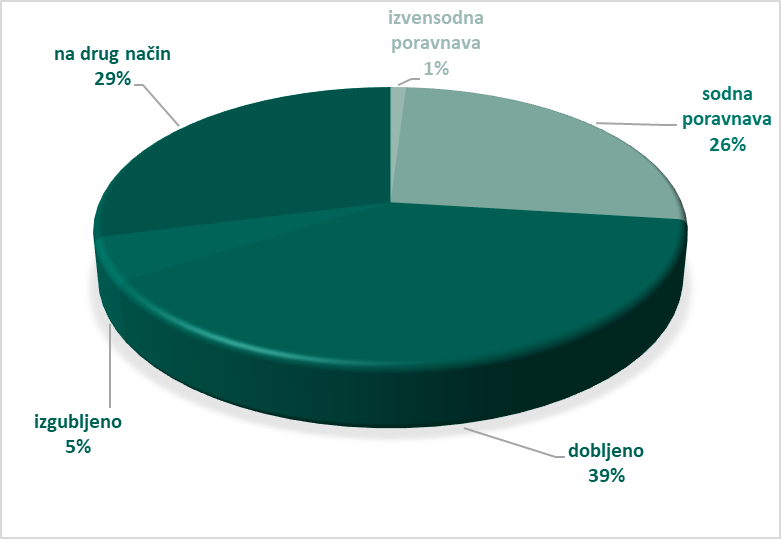 izvensodna
poravnava
1%
na drug način
29%
sodna
poravnava
26%
izgubljeno
5%
dobljeno
39%